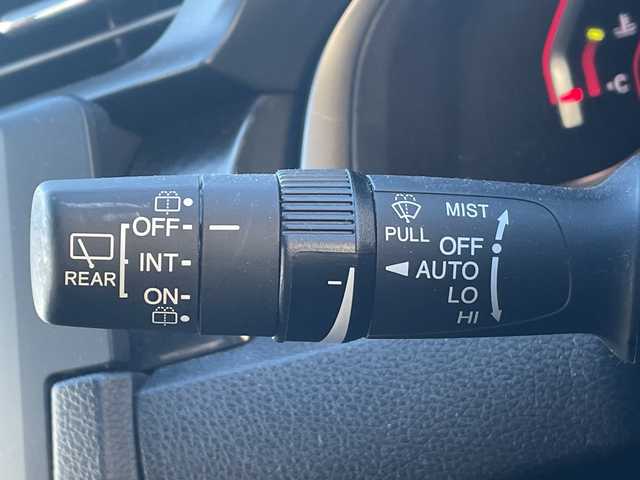 REAR
OFF
INT
ON
PULL
MIST
OFF
AUTO
LO
HI
°C